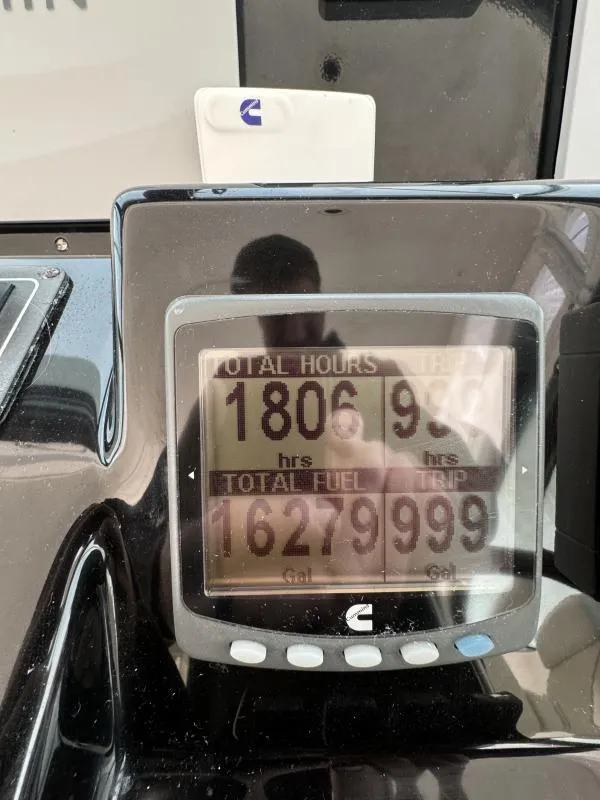 TOTAL HOURS
1806
hrs
hrs
TOTAL FUEL TRIP
16279 999
Gal Gal